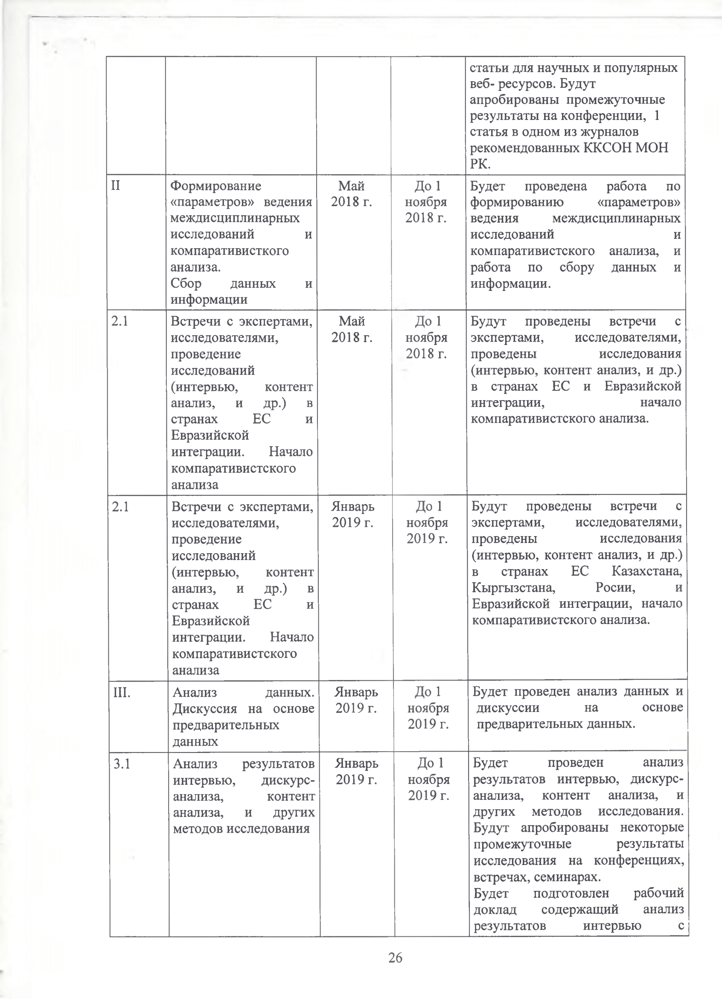 статьи для научных и популярных
веб- ресурсов. Будут
апробированы промежуточные
результаты на конференции, 1
статья в одном из журналов
рекомендованных ККСОН МОН
РК.
II
Формирование
«параметров» ведения
междисциплинарных
исследований и
компаративисткого
анализа.
Сбор данных и
информации
Май
2018 г.
До 1
ноября
2018 г.
Будет проведена работа по
формированию «параметров»
ведения междисциплинарных
исследований и
компаративистского анализа, и
работа по сбору данных и
информации.
2.1
Встречи с экспертами,
исследователями,
проведение
исследований
(интервью, контент
анализ, и др.) в
странах ЕС и
Евразийской
интеграции. Начало
компаративистского
анализа
Май
2018 г.
До 1
ноября
2018 г.
Будут проведены встречи с
экспертами, исследователями,
проведены исследования
(интервью, контент анализ, и др.)
в странах ЕС и Евразийской
интеграции, начало
компаративистского анализа.
2.1
Встречи с экспертами,
исследователями,
проведение
исследований
(интервью, контент
анализ, и др.) в
странах ЕС и
Евразийской
интеграции. Начало
компаративистского
анализа
Январь
2019 г.
До 1
ноября
2019 г.
Будут проведены встречи с
экспертами, исследователями,
проведены исследования
(интервью, контент анализ, и др.)
в странах ЕС Казахстана,
Кыргызстана, Росии, и
Евразийской интеграции, начало
компаративистского анализа.
III.
Анализ данных.
Дискуссия на основе
предварительных
данных
Январь
2019 г.
До 1
ноября
2019 г.
Будет проведен анализ данных и
дискуссии на основе
предварительных данных.
3.1
Анализ результатов
интервью, дискурс-
анализа, контент
анализа, и других
методов исследования
Январь
2019 г.
До 1
ноября
2019 г.
Будет проведен анализ
результатов интервью, дискурс-
анализа, контент анализа, и
других методов исследования.
Будут апробированы некоторые
промежуточные результаты
исследования на конференциях,
встречах, семинарах.
Будет подготовлен рабочий
доклад содержащий анализ
результатов интервью с
26